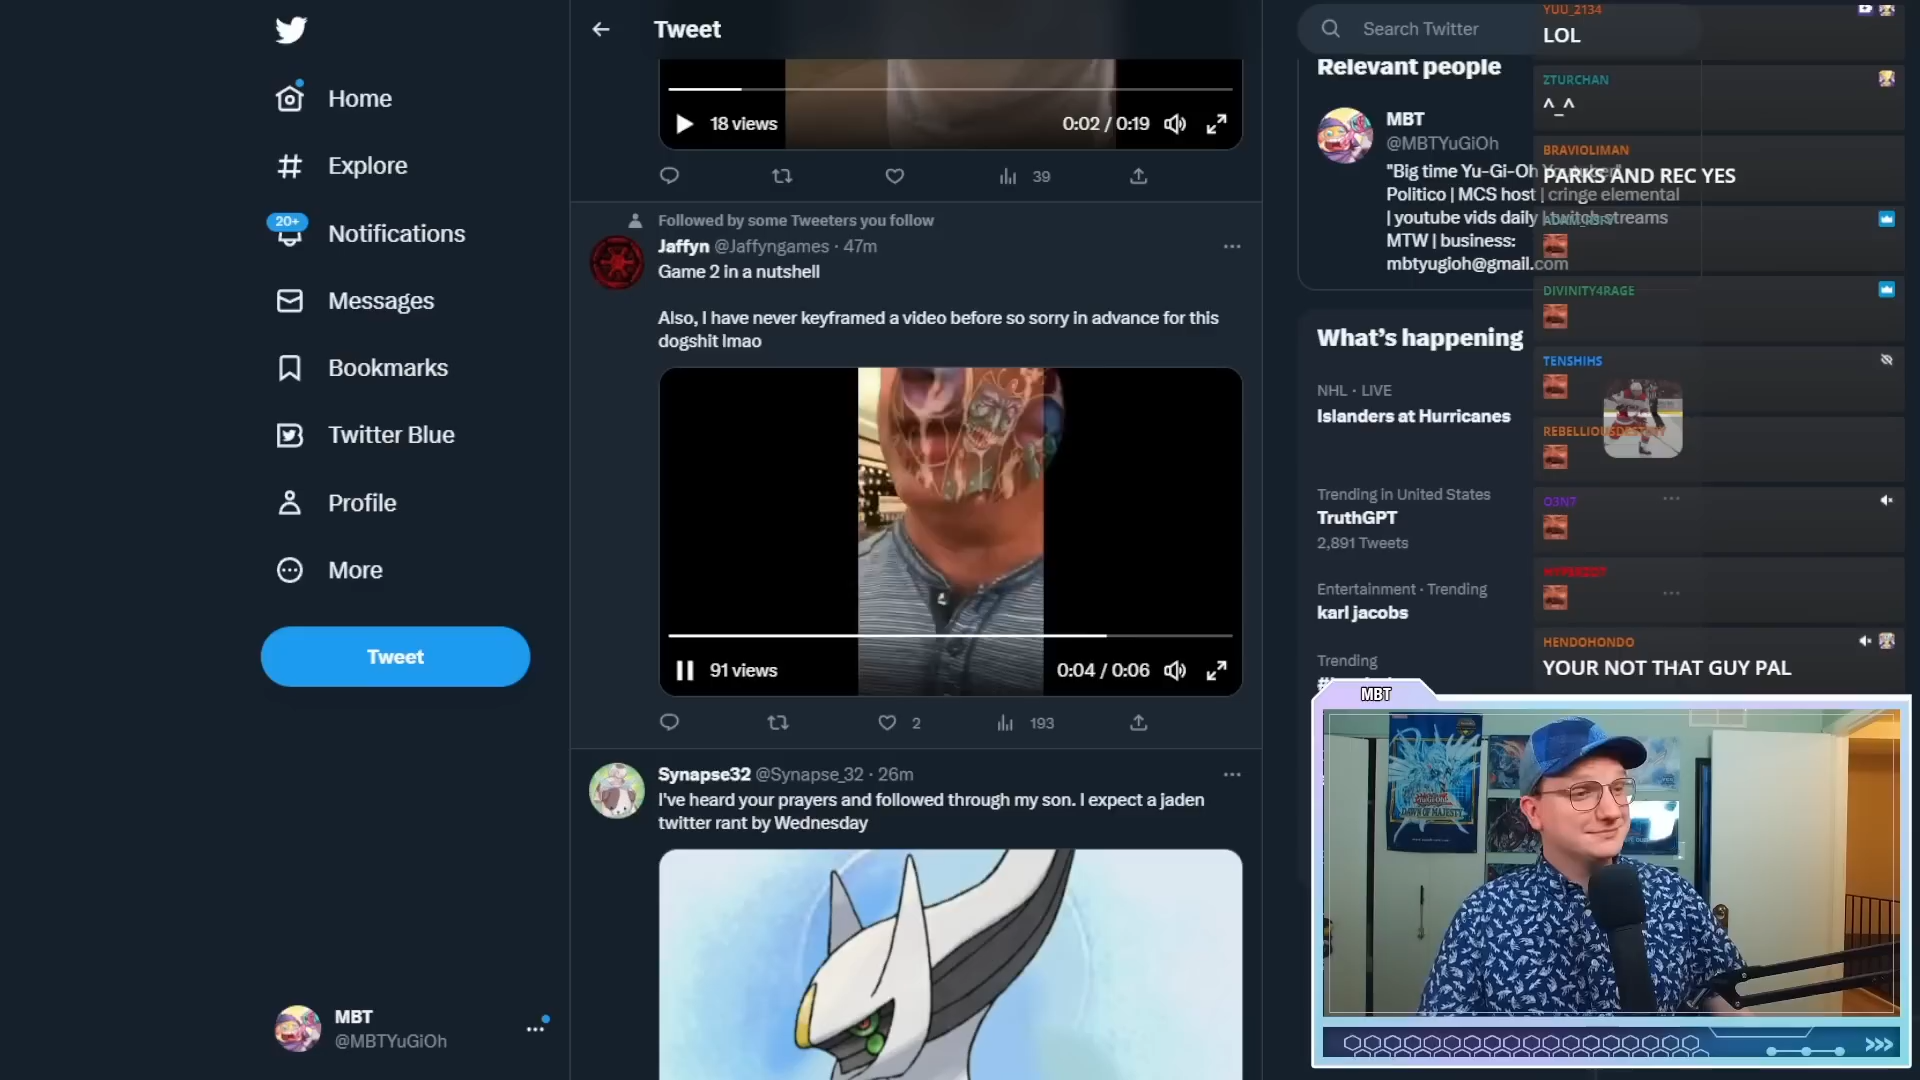 Home
Explore
20+
Notifications
Messages
Bookmarks
Twitter Blue
Profile
More
Tweet
MBT
@MBTYuGiOh
Tweet
18 views
0:02 / 0:19
39
Followed by some Tweeters you follow
Jaffyn @Jaffyngames · 47m
Game 2 in a nutshell
Also, I have never keyframed a video before so sorry in advance for this
dogshit lmao
91 views
0:04 / 0:06
2
193
Synapse32 @Synapse_32 · 26m
I've heard your prayers and followed through my son. I expect a jaden
twitter rant by Wednesday
Search Twitter
Relevant people
MBT
@MBTYuGiOh
"Big time Yu-Gi-Oh Youtuber"
Politico | MCS host | cringe elemental
| youtube vids daily | twitch streams
MTW | business:
mbtyugioh@gmail.com
What's happening
NHL · LIVE
Islanders at Hurricanes
Trending in United States
TruthGPT
2,891 Tweets
Entertainment · Trending
karl jacobs
Trending
YUU_2134
LOL
ZTURCHAN
^_^
BRAVIOLIMAN
PARKS AND REC YES
DIVINITY4RAGE
TENSHIHS
REBELLIOUSDESTINY
O3N7
HENDOHONDO
YOUR NOT THAT GUY PAL
MBT
DAWN OF MAJESTY